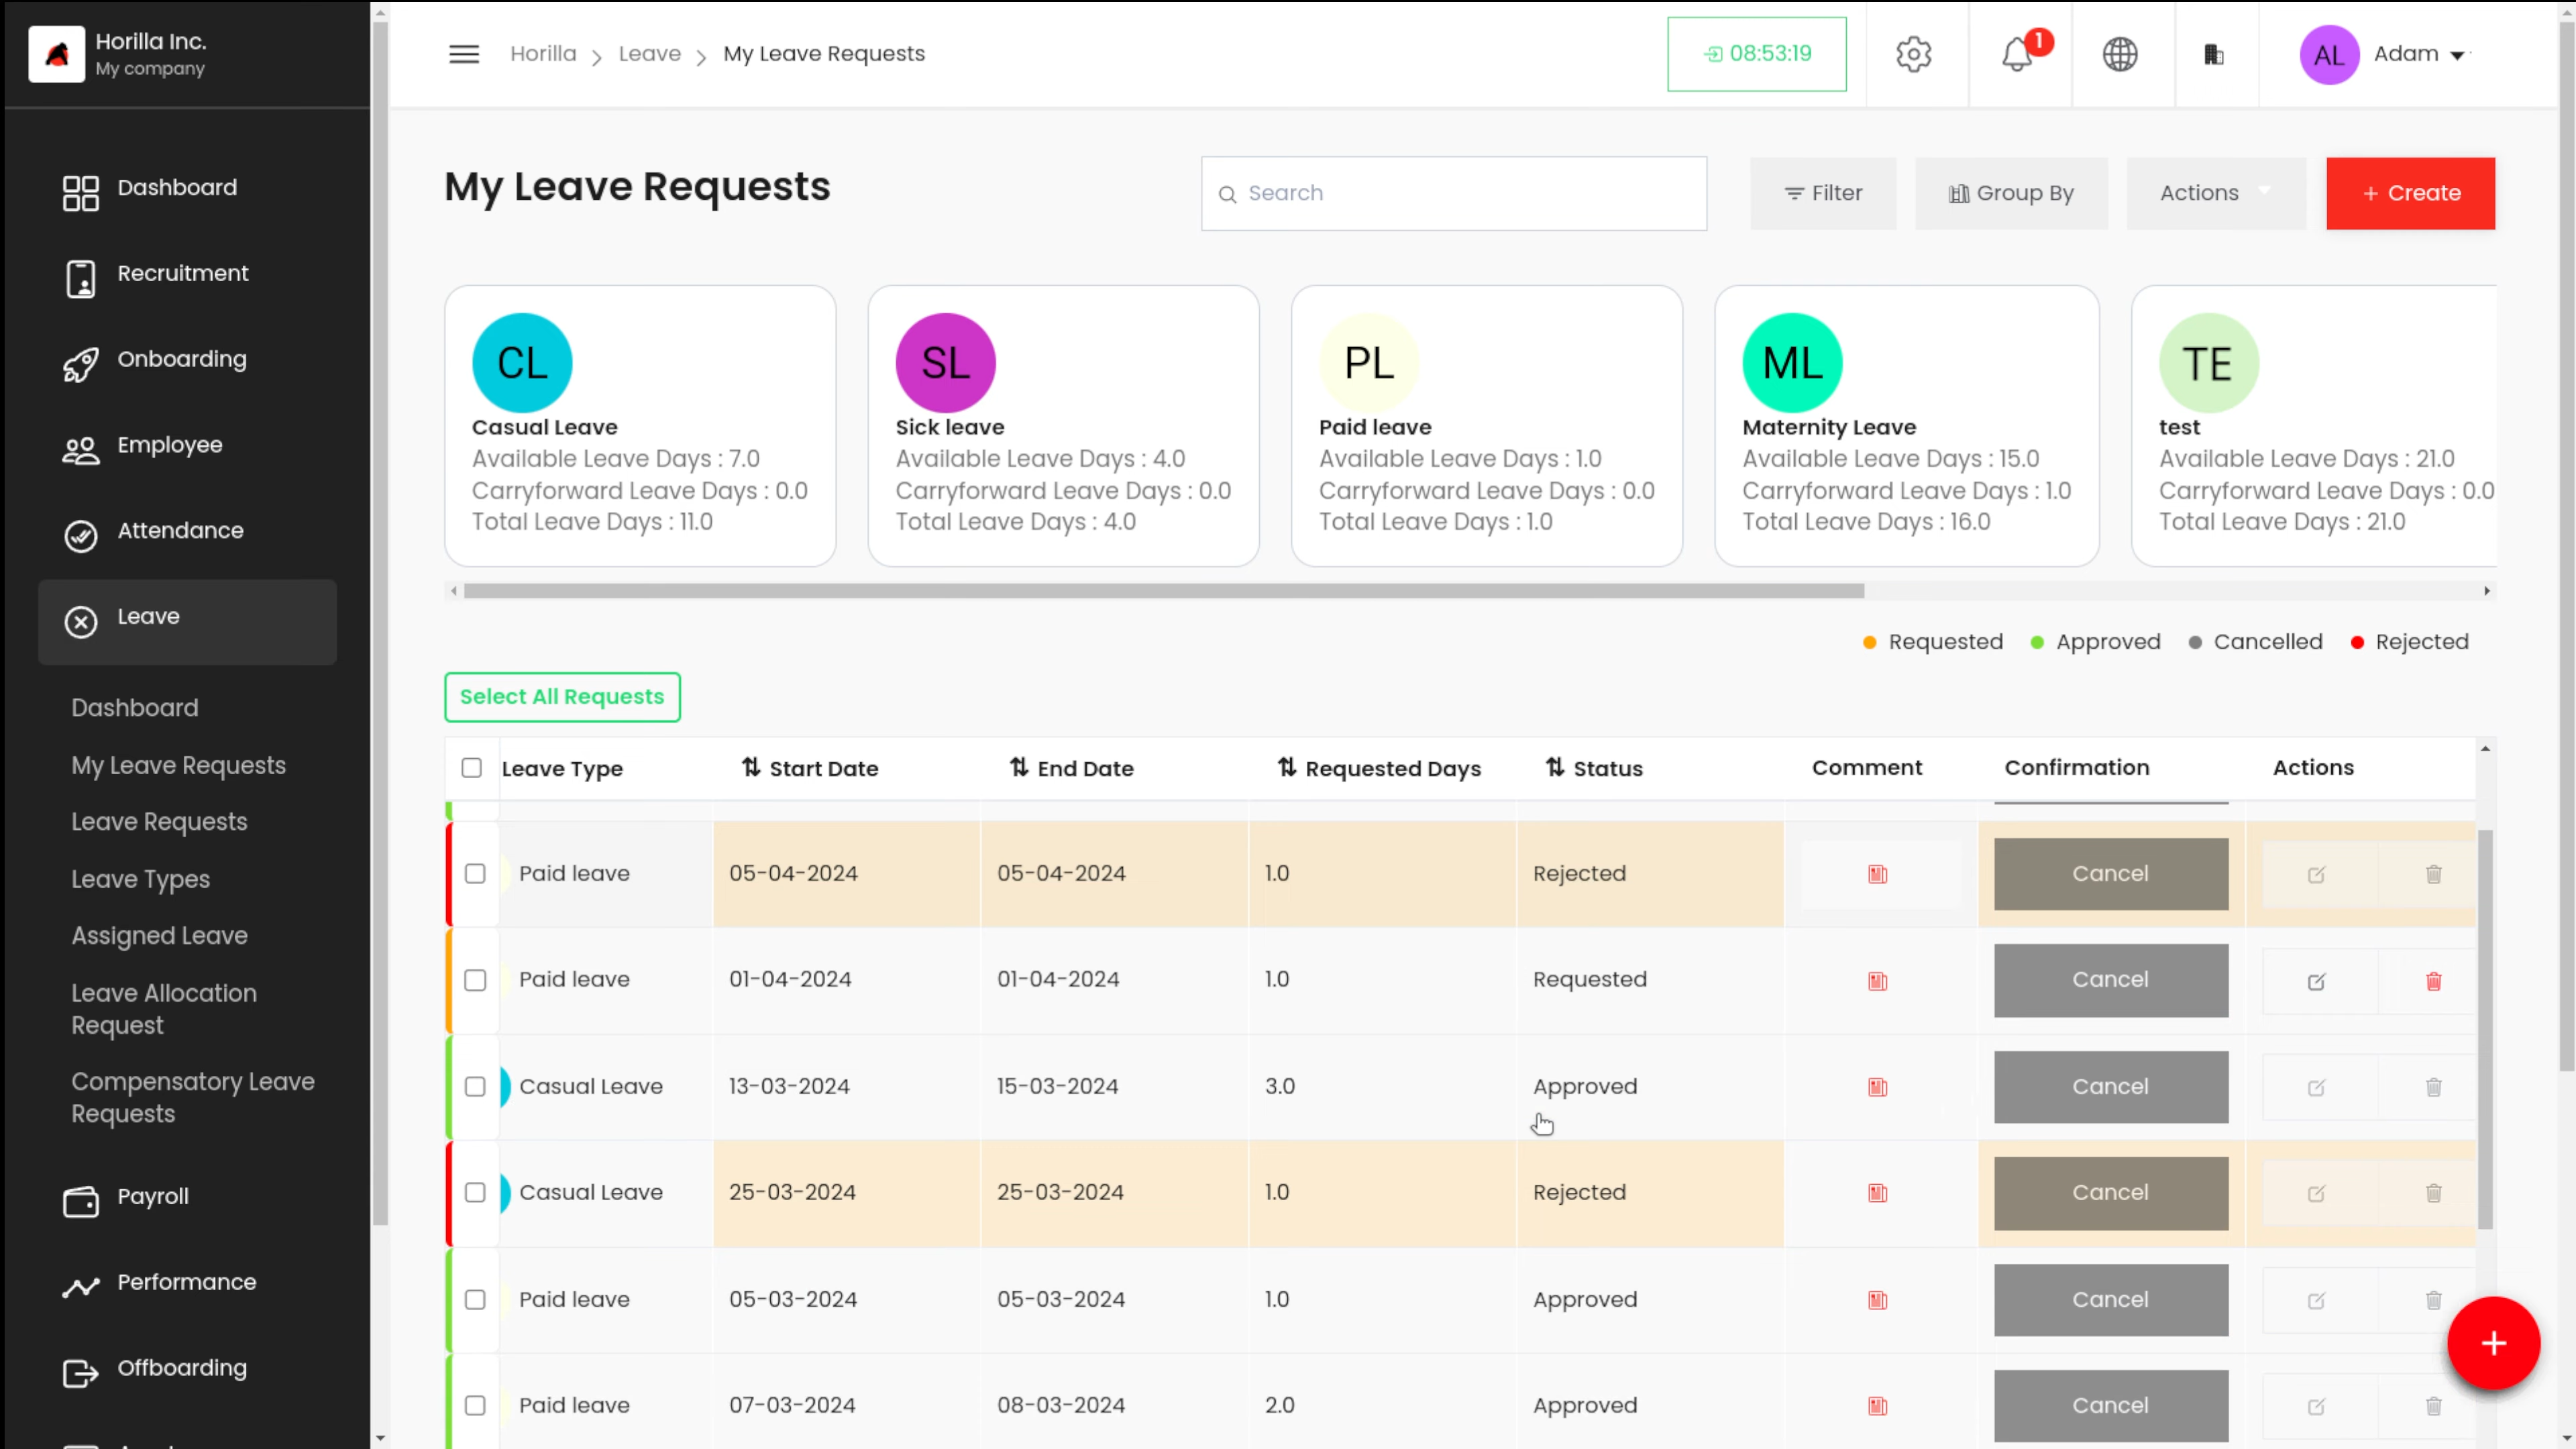 Horilla Inc.
My company
Horilla > Leave > My Leave Requests
08:53:19
1
AL
Adam
Dashboard
Recruitment
Onboarding
Employee
Attendance
Leave
Dashboard
My Leave Requests
Leave Requests
Leave Types
Assigned Leave
Leave Allocation
Request
Compensatory Leave
Requests
Payroll
Performance
Offboarding
My Leave Requests
Search
Filter
Group By
Actions
+ Create
CL
Casual Leave
Available Leave Days : 7.0
Carryforward Leave Days : 0.0
Total Leave Days : 11.0
SL
Sick leave
Available Leave Days : 4.0
Carryforward Leave Days : 0.0
Total Leave Days : 4.0
PL
Paid leave
Available Leave Days : 1.0
Carryforward Leave Days : 0.0
Total Leave Days : 1.0
ML
Maternity Leave
Available Leave Days : 15.0
Carryforward Leave Days : 1.0
Total Leave Days : 16.0
TE
test
Available Leave Days : 21.0
Carryforward Leave Days : 0.0
Total Leave Days : 21.0
Requested Approved Cancelled Rejected
Select All Requests
Leave Type Start Date End Date Requested Days Status Comment Confirmation Actions
Paid leave 05-04-2024 05-04-2024 1.0 Rejected Cancel
Paid leave 01-04-2024 01-04-2024 1.0 Requested Cancel
Casual Leave 13-03-2024 15-03-2024 3.0 Approved Cancel
Casual Leave 25-03-2024 25-03-2024 1.0 Rejected Cancel
Paid leave 05-03-2024 05-03-2024 1.0 Approved Cancel
Paid leave 07-03-2024 08-03-2024 2.0 Approved Cancel
+